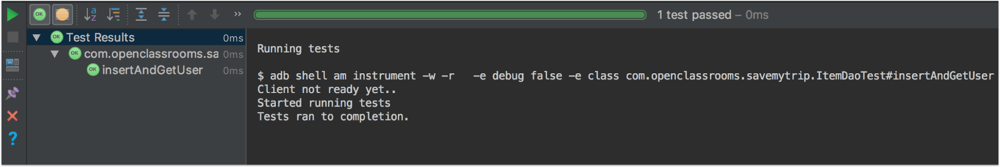 OK
a
z
»
1 test passed – 0ms
OK Test Results 0ms
OK com.openclassrooms.sa 0ms
OK insertAndGetUser 0ms
Running tests
$ adb shell am instrument -w -r   -e debug false -e class com.openclassrooms.savemytrip.ItemDaoTest#insertAndGetUser
Client not ready yet..
Started running tests
Tests ran to completion.
?